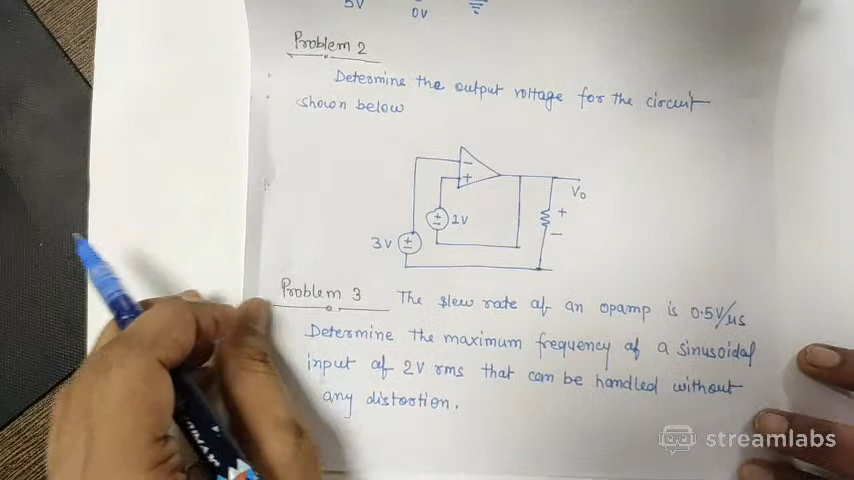 5V
0V
Problem 2
Determine the output voltage for the circuit
shown below
-
+
V0
+
-
+
-
1V
3V
+
-
Problem 3 The slew rate of an opamp is 0.5V/μs
Determine the maximum frequency of a sinusoidal
input of 2V rms that can be handled without
any distortion.
streamlabs